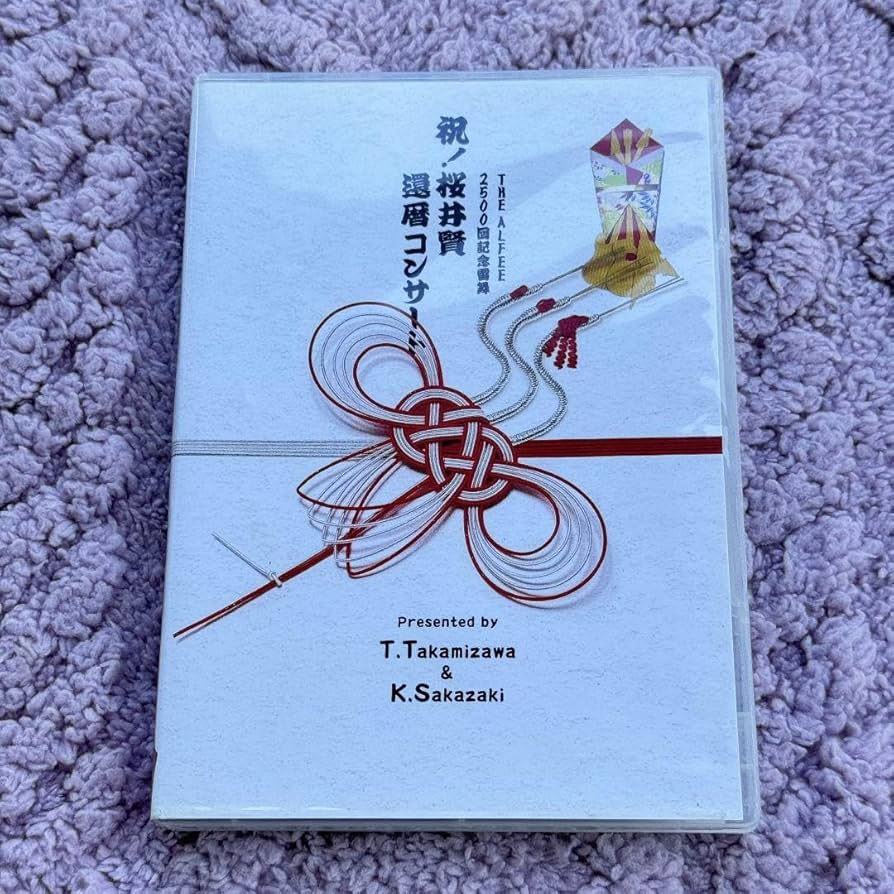 THE ALFEE
2500回記念雷録
祝!桜井賢
還暦コンサート
Presented by
T.Takamizawa
&
K.Sakazaki